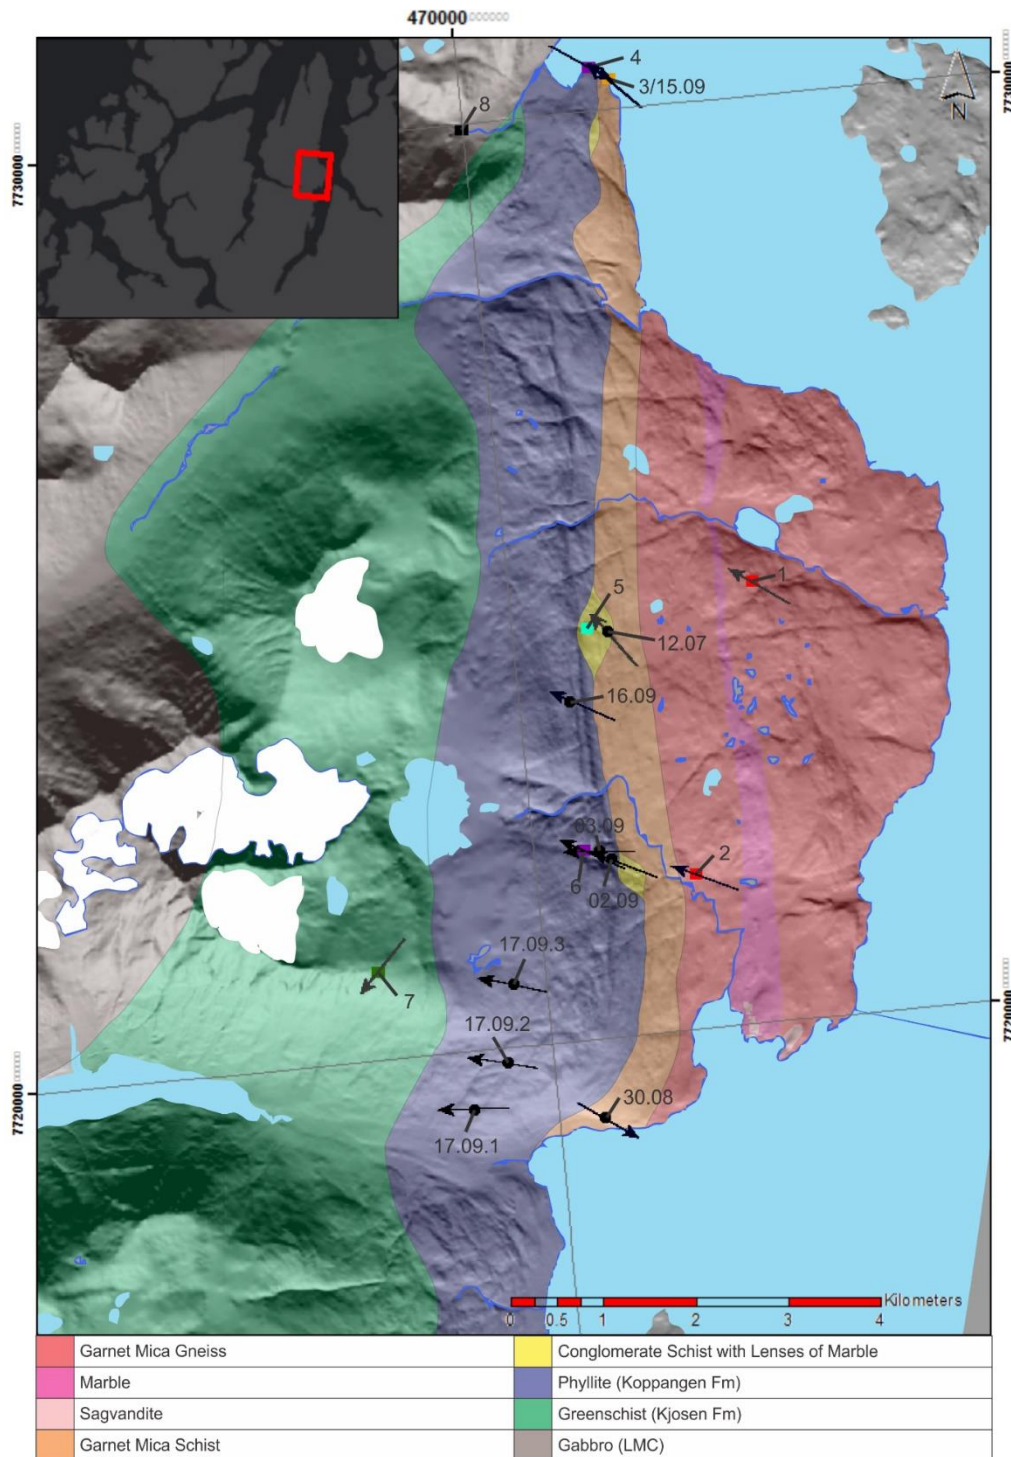 470000
4
3/15.09
8
N
7730000
7730000
5
1
12.07
16.09
03.09
2
6
02.09
17.09.3
7
17.09.2
7720000
7720000
30.08
17.09.1
Kilometers
0 0.5 1 2 3 4
Garnet Mica Gneiss
Conglomerate Schist with Lenses of Marble
Marble
Phyllite (Koppangen Fm)
Sagvandite
Greenschist (Kjosen Fm)
Garnet Mica Schist
Gabbro (LMC)